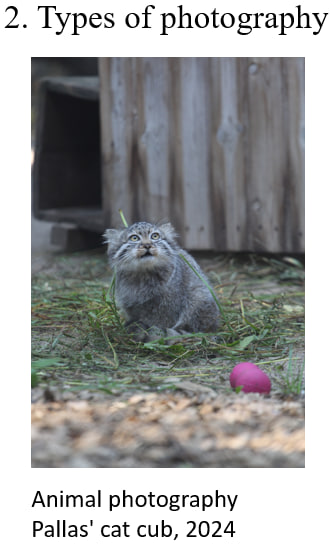 2. Types of photography
Animal photography
Pallas' cat cub, 2024